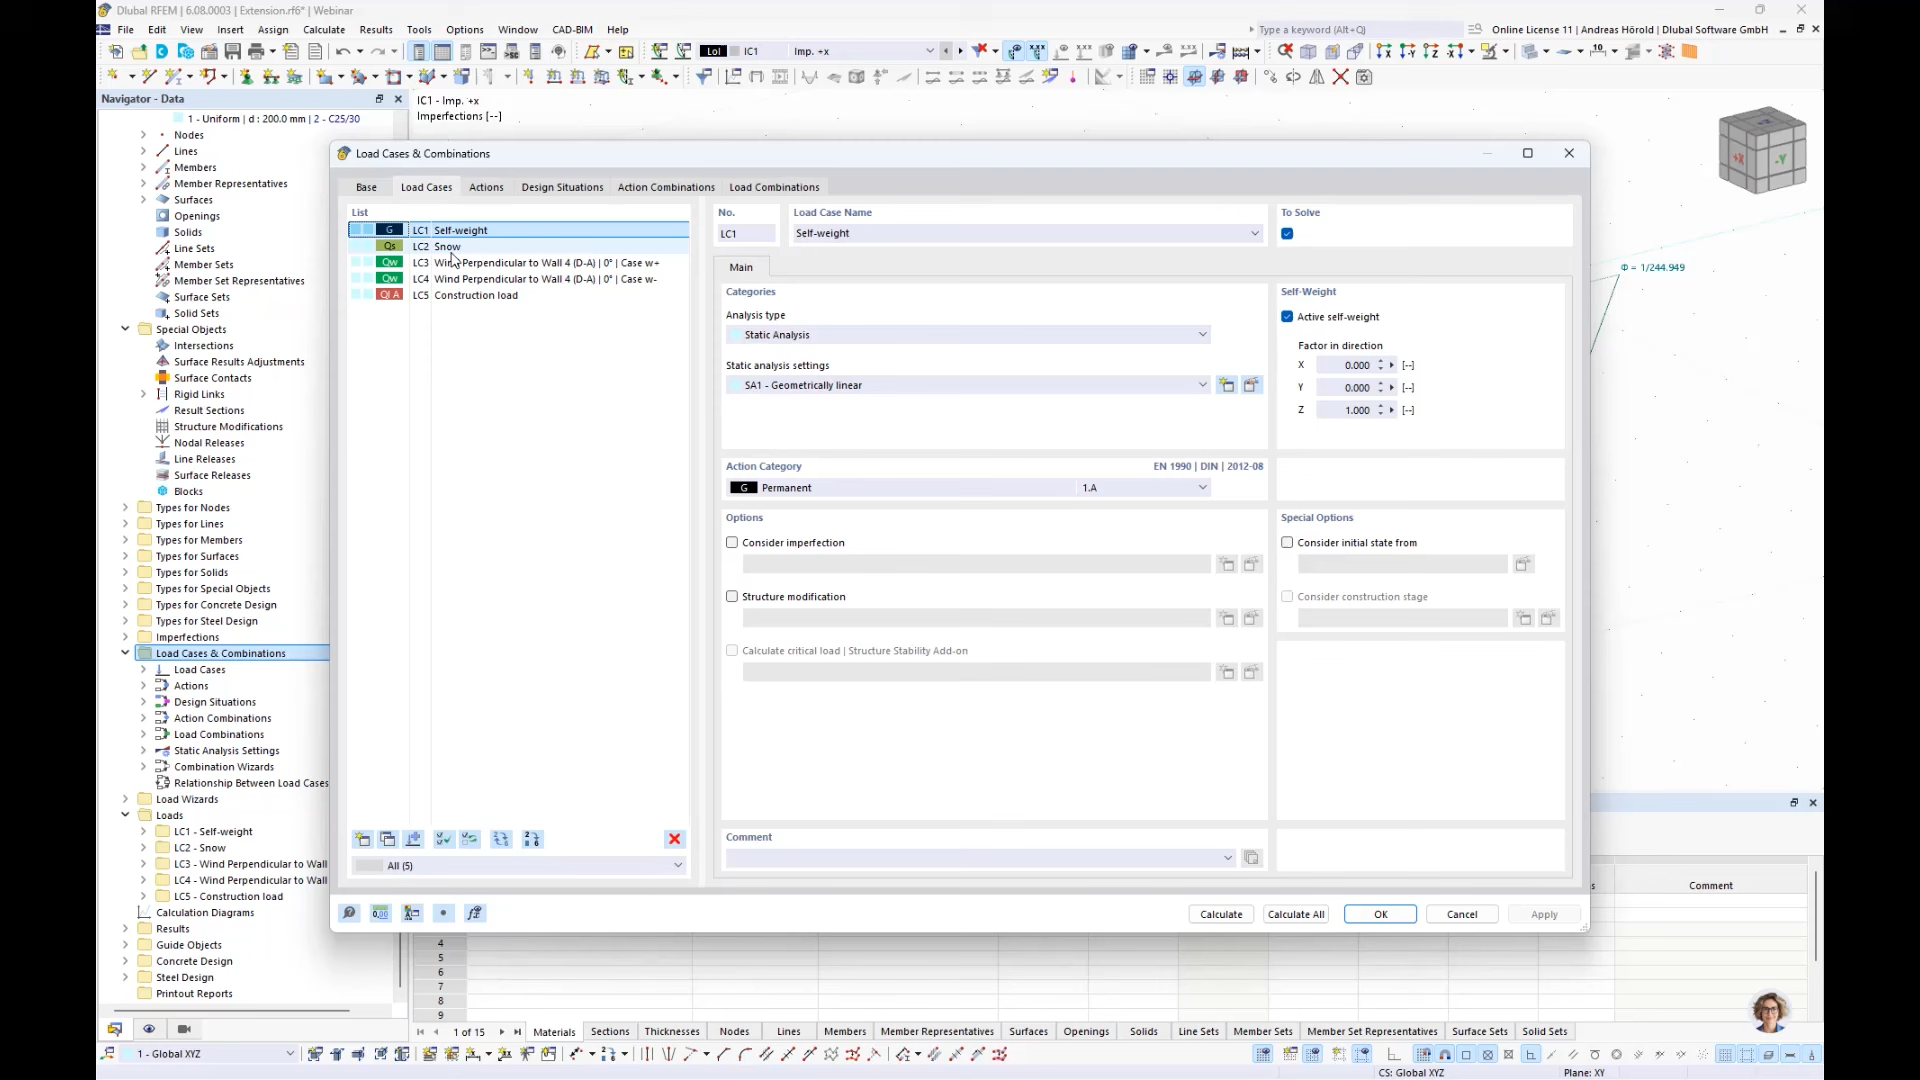 Dlubal RFEM | 6.08.0003 | Extension.rf6* | Webinar
File Edit View Insert Assign Calculate Results Tools Options Window CAD-BIM Help
Type a keyword (Alt+Q)
Online License 11 | Andreas Hörold | Dlubal Software GmbH
LoI IC1 Imp. +x
Navigator - Data
1 - Uniform | d : 200.0 mm | 2 - C25/30
Nodes
Lines
Members
Member Representatives
Surfaces
Openings
Solids
Line Sets
Member Sets
Member Set Representatives
Surface Sets
Solid Sets
Special Objects
Intersections
Surface Results Adjustments
Surface Contacts
Rigid Links
Result Sections
Structure Modifications
Nodal Releases
Line Releases
Surface Releases
Blocks
Types for Nodes
Types for Lines
Types for Members
Types for Surfaces
Types for Solids
Types for Special Objects
Types for Concrete Design
Types for Steel Design
Imperfections
Load Cases & Combinations
Load Cases
Actions
Design Situations
Action Combinations
Load Combinations
Static Analysis Settings
Combination Wizards
Relationship Between Load Cases
Load Wizards
Loads
LC1 - Self-weight
LC2 - Snow
LC3 - Wind Perpendicular to Wall
LC4 - Wind Perpendicular to Wall
LC5 - Construction load
Calculation Diagrams
Results
Guide Objects
Concrete Design
Steel Design
Printout Reports
1 - Global XYZ
IC1 - Imp. +x
Imperfections [--]
Φ = 1/244.949
+X -Y
Load Cases & Combinations
Base Load Cases Actions Design Situations Action Combinations Load Combinations
List
G LC1 Self-weight
Qs LC2 Snow
Qw LC3 Wind Perpendicular to Wall 4 (D-A) | 0° | Case w+
Qw LC4 Wind Perpendicular to Wall 4 (D-A) | 0° | Case w-
QI A LC5 Construction load
All (5)
No.
LC1
Load Case Name
Self-weight
To Solve
Main
Categories
Analysis type
Static Analysis
Static analysis settings
SA1 - Geometrically linear
Self-Weight
Active self-weight
Factor in direction
X 0.000 [--]
Y 0.000 [--]
Z 1.000 [--]
Action Category EN 1990 | DIN | 2012-08
G Permanent 1.A
Options
Consider imperfection
Structure modification
Calculate critical load | Structure Stability Add-on
Special Options
Consider initial state from
Consider construction stage
Comment
Calculate Calculate All OK Cancel Apply
s Comment
4
5
6
7
8
9
1 of 15 Materials Sections Thicknesses Nodes Lines Members Member Representatives Surfaces Openings Solids Line Sets Member Sets Member Set Representatives Surface Sets Solid Sets
CS: Global XYZ Plane: XY